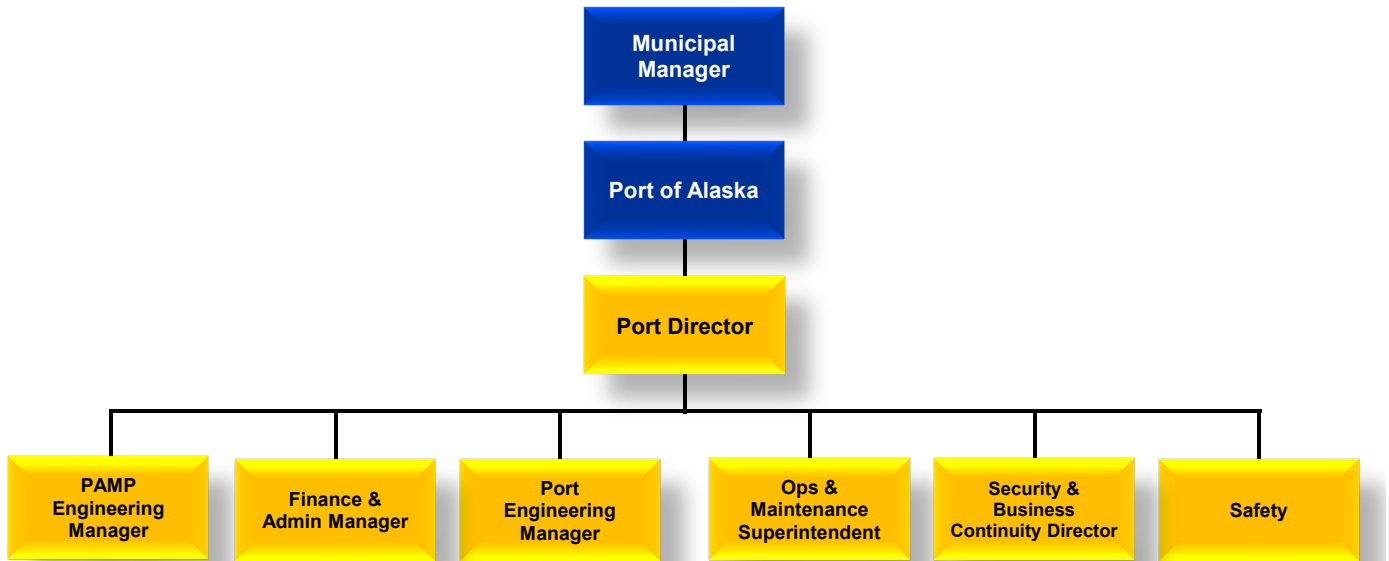 Municipal
Manager
Port of Alaska
Port Director
PAMP
Engineering
Manager
Finance &
Admin Manager
Port
Engineering
Manager
Ops &
Maintenance
Superintendent
Security &
Business
Continuity Director
Safety